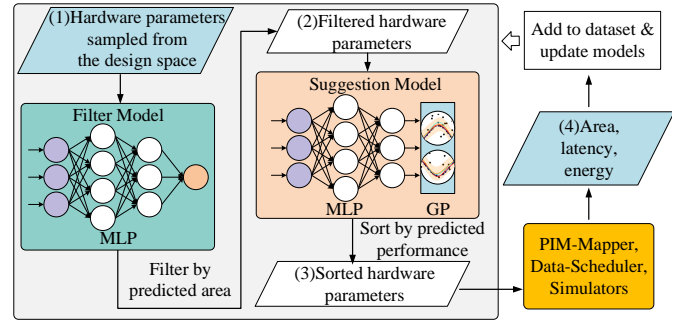 (1)Hardware parameters
sampled from
the design space
Filter Model
MLP
Filter by
predicted area
(2)Filtered hardware
parameters
Suggestion Model
MLP
GP
Sort by predicted
performance
(3)Sorted hardware
parameters
PIM-Mapper,
Data-Scheduler,
Simulators
(4)Area,
latency,
energy
Add to dataset &
update models